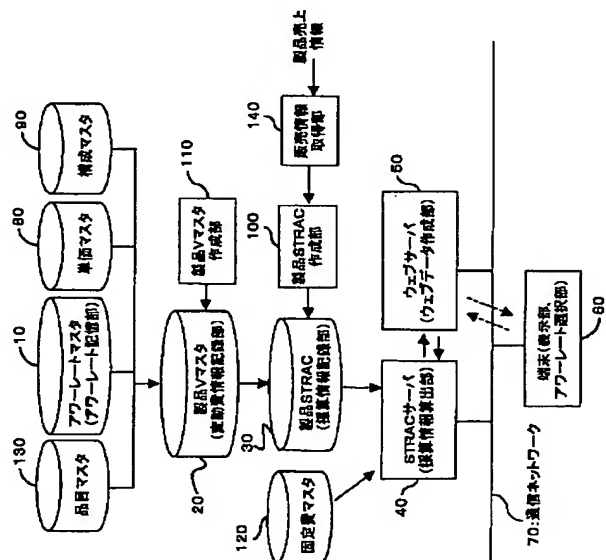 130
品目マスタ
10
アワーレートマスタ
(アワーレート記憶部)
80
単価マスタ
90
構成マスタ
110
製品Vマスタ
作成部
20
製品Vマスタ
(変動費情報記録部)
製品売上
情報
140
販売情報
取得部
100
製品STRAC
作成部
30
製品STRAC
(採算情報記録部)
120
固定費マスタ
40
STRACサーバ
(採算情報算出部)
50
ウェブサーバ
(ウェブデータ作成部)
60
端末(表示部、
アワーレート選択部)
70:通信ネットワーク